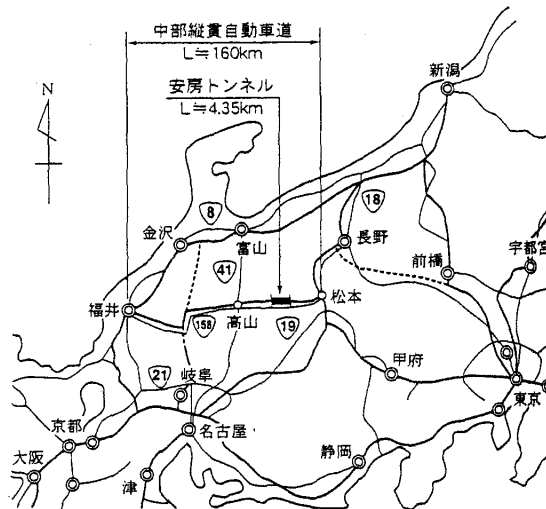 中部縦貫自動車道
L≒160km
安房トンネル
L≒4.35km
N
新潟
8
18
金沢
富山
長野
41
前橋
宇都宮
福井
158
高山
19
松本
21
岐阜
甲府
東京
京都
名古屋
大阪
津
静岡